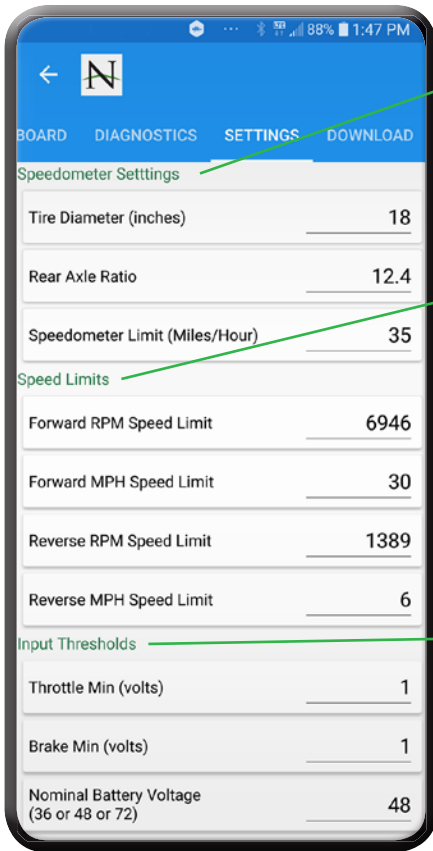 88% 1:47 PM
N
BOARD DIAGNOSTICS SETTINGS DOWNLOAD
Speedometer Setttings
Tire Diameter (inches) 18
Rear Axle Ratio 12.4
Speedometer Limit (Miles/Hour) 35
Speed Limits
Forward RPM Speed Limit 6946
Forward MPH Speed Limit 30
Reverse RPM Speed Limit 1389
Reverse MPH Speed Limit 6
Input Thresholds
Throttle Min (volts) 1
Brake Min (volts) 1
Nominal Battery Voltage
(36 or 48 or 72) 48